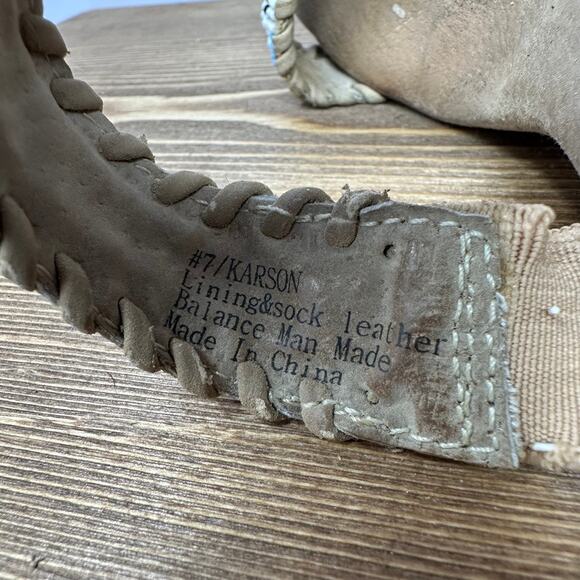 #7/KARSON
Lining&sock leather
Balance Man Made
Made In China